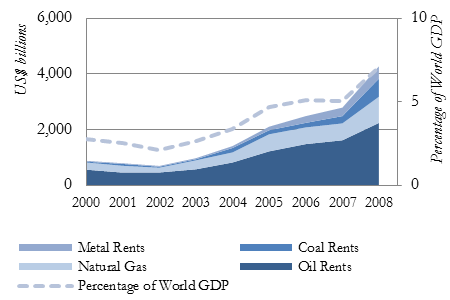 US$ billions
6,000
4,000
2,000
0
10
5
0
Percentage of World GDP
2000 2001 2002 2003 2004 2005 2006 2007 2008
Metal Rents Coal Rents
Natural Gas Oil Rents
Percentage of World GDP